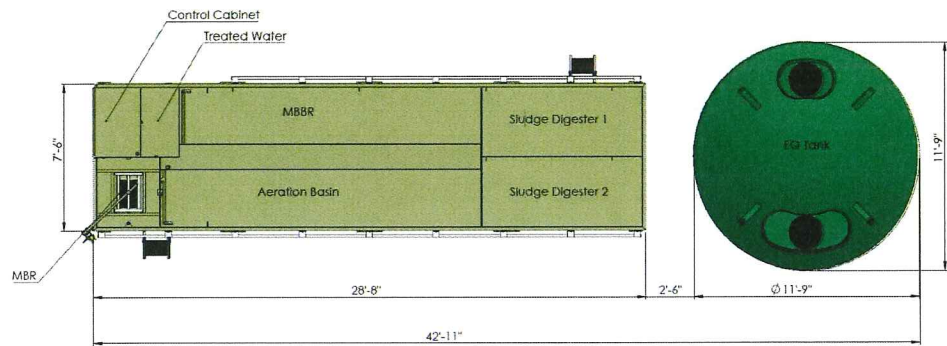 Control Cabinet
Treated Water
MBBR
Sludge Digester 1
Aeration Basin
Sludge Digester 2
EQ Tank
MBR
7'-6"
11'-9"
28'-8"
2'-6"
Ø 11'-9"
42'-11"